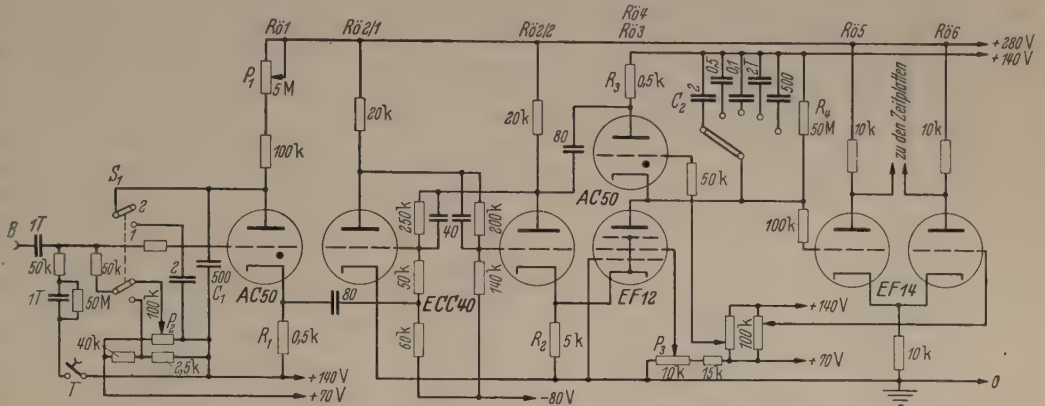 Rö1
Rö2/1
Rö2/2
Rö4
Rö3
Rö5
Rö6
+280 V
+140 V
P1
5M
100k
20k
20k
R3
0,5k
C2
2
0,5
0,1
2T
500
R4
50M
10k
zu den Zeitplatten
10k
80
AC50
50k
100k
S1
2
1
B
1T
50k
50k
1T
50M
100k
P2
2
500
C1
40k
2,5k
T
AC50
80
R1
0,5k
250k
40
200k
50k
140k
ECC40
60k
R2
5k
EF12
EF14
P3
10k
15k
100k
+140V
+70V
10k
+140V
+70V
-80V
0